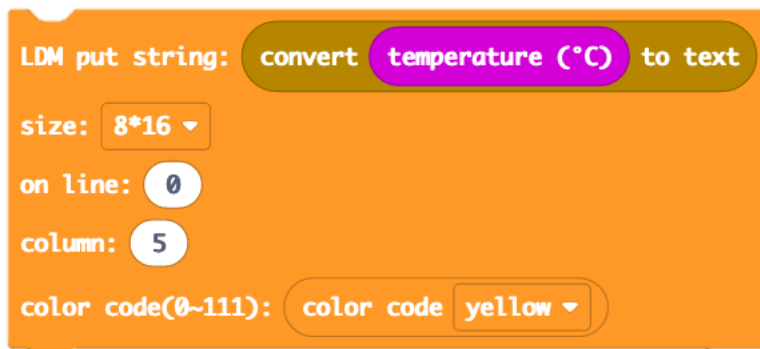 LDM put string: convert temperature (°C) to text
size: 8*16
on line: 0
column: 5
color code(0~111): color code yellow